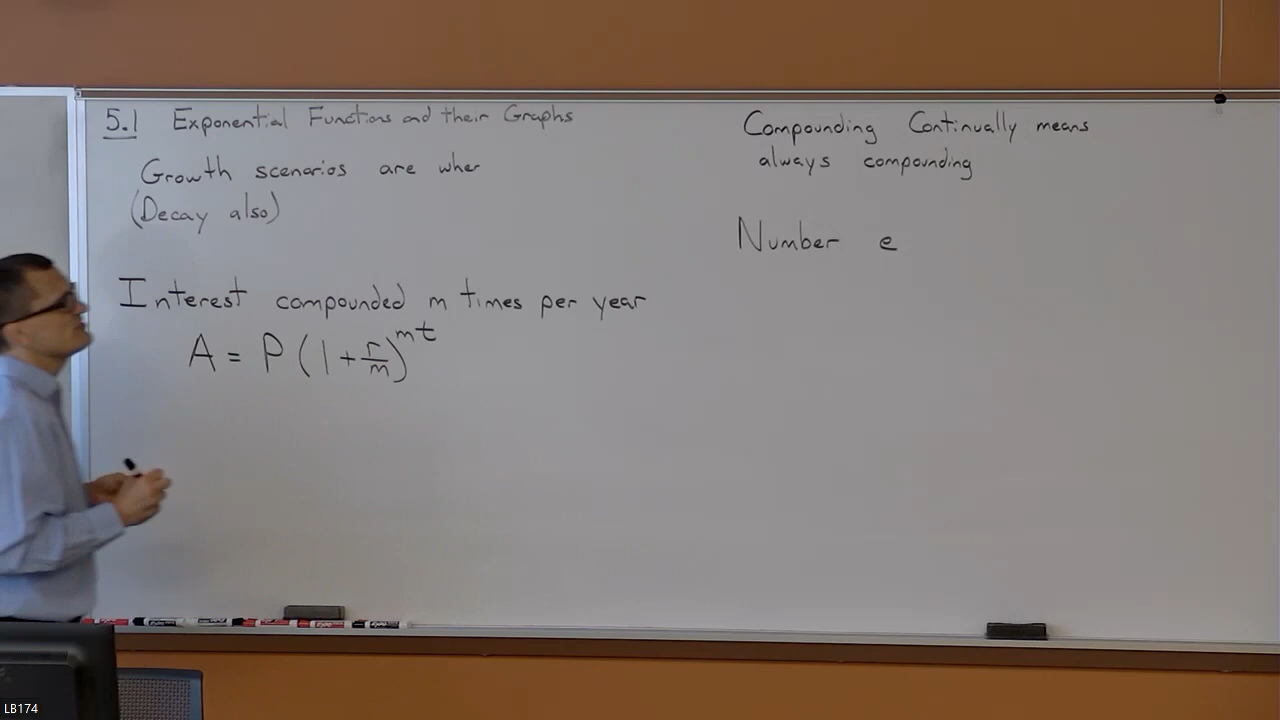 5.1 Exponential Functions and their Graphs
Growth scenarios are wher
(Decay also)
Interest compounded m times per year
A = P(1+r/m)^mt
Compounding Continually means
always compounding
Number e
LB174